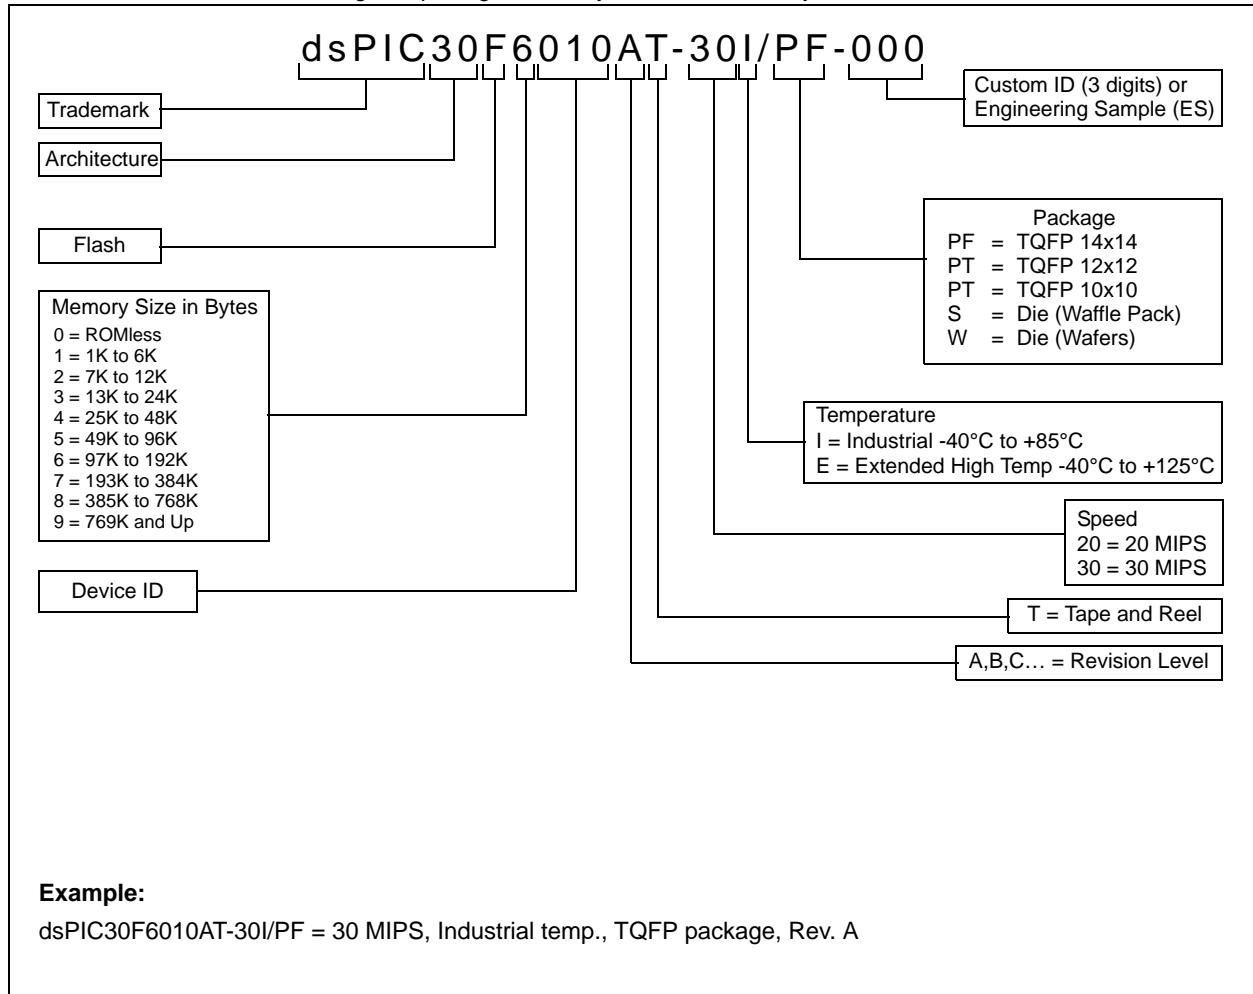 dsPIC30F6010AT-30I/PF-000
Custom ID (3 digits) or
Engineering Sample (ES)
Trademark
Architecture
Flash
Package
PF = TQFP 14x14
PT = TQFP 12x12
PT = TQFP 10x10
S = Die (Waffle Pack)
W = Die (Wafers)
Memory Size in Bytes
0 = ROMless
1 = 1K to 6K
2 = 7K to 12K
3 = 13K to 24K
4 = 25K to 48K
5 = 49K to 96K
6 = 97K to 192K
7 = 193K to 384K
8 = 385K to 768K
9 = 769K and Up
Temperature
I = Industrial -40°C to +85°C
E = Extended High Temp -40°C to +125°C
Speed
20 = 20 MIPS
30 = 30 MIPS
Device ID
T = Tape and Reel
A,B,C… = Revision Level
Example:
dsPIC30F6010AT-30I/PF = 30 MIPS, Industrial temp., TQFP package, Rev. A